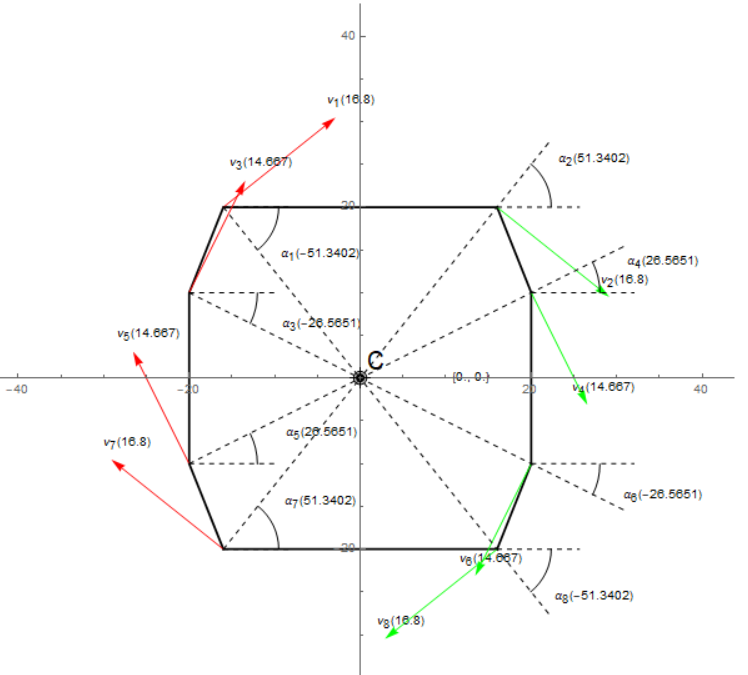 40
v1(16.8)
v3(14.667)
α2(51.3402)
20
α1(-51.3402)
α4(26.5651)
v2(16.8)
α3(-26.5651)
v5(14.667)
C
{0., 0.}
-40
-20
20
40
v4(14.667)
v7(16.8)
α5(26.5651)
α7(51.3402)
α6(-26.5651)
-20
v6(14.667)
α8(-51.3402)
v8(16.8)